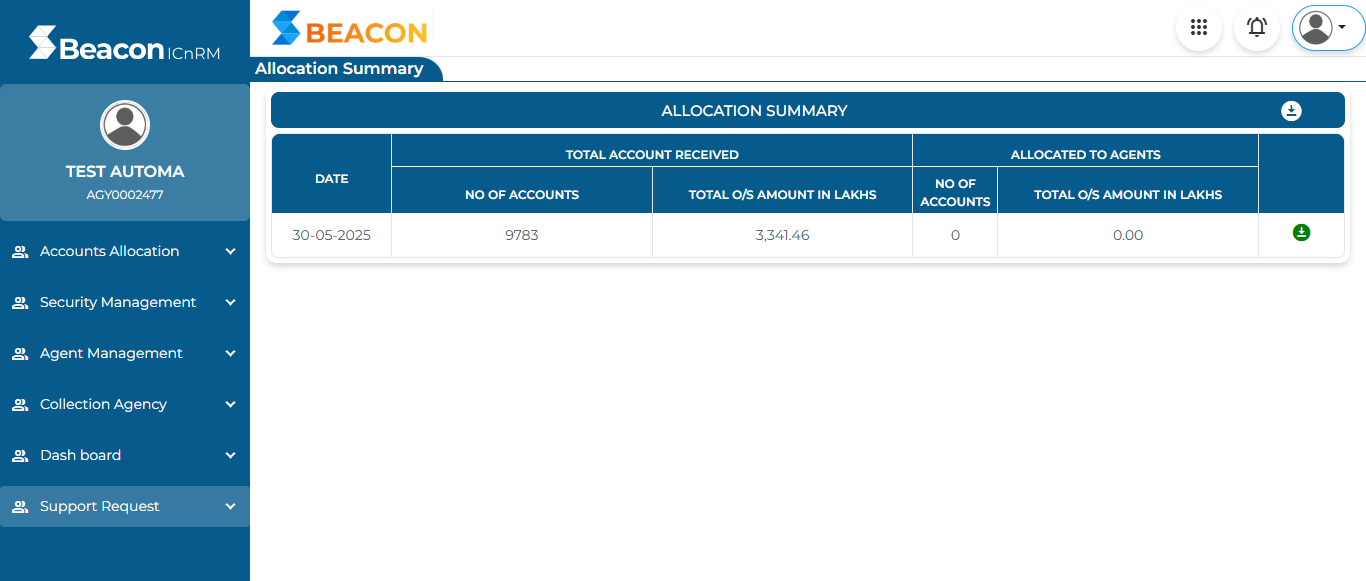 Beacon ICnRM
TEST AUTOMA
AGY0002477
Accounts Allocation
Security Management
Agent Management
Collection Agency
Dash board
Support Request
BEACON
Allocation Summary
ALLOCATION SUMMARY
DATE
TOTAL ACCOUNT RECEIVED
ALLOCATED TO AGENTS
NO OF ACCOUNTS
TOTAL O/S AMOUNT IN LAKHS
NO OF
ACCOUNTS
TOTAL O/S AMOUNT IN LAKHS
30-05-2025 9783 3,341.46 0 0.00